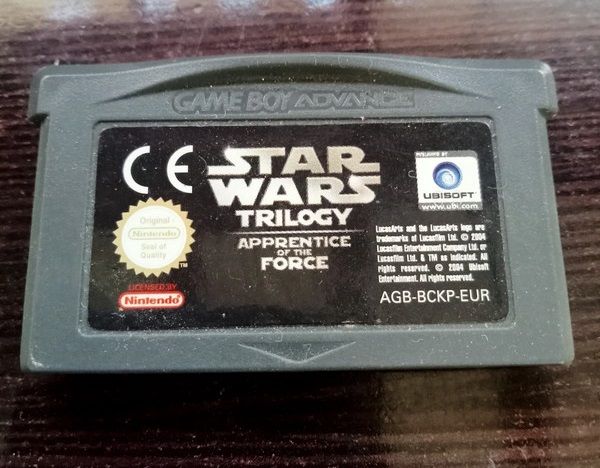 GAME BOY ADVANCE
CE
STAR
WARS
TRILOGY
APPRENTICE
OF THE
FORCE
Original
Nintendo
Seal of
Quality
TM
LICENSED BY
Nintendo
PUBLISHED BY
UBISOFT
www.ubi.com
LucasArts and the LucasArts logo are
trademarks of Lucasfilm Ltd. © 2004
Lucasfilm Entertainment Company Ltd. or
Lucasfilm Ltd. & TM as indicated. All
rights reserved. © 2004 Ubisoft
Entertainment. All rights reserved.
AGB-BCKP-EUR